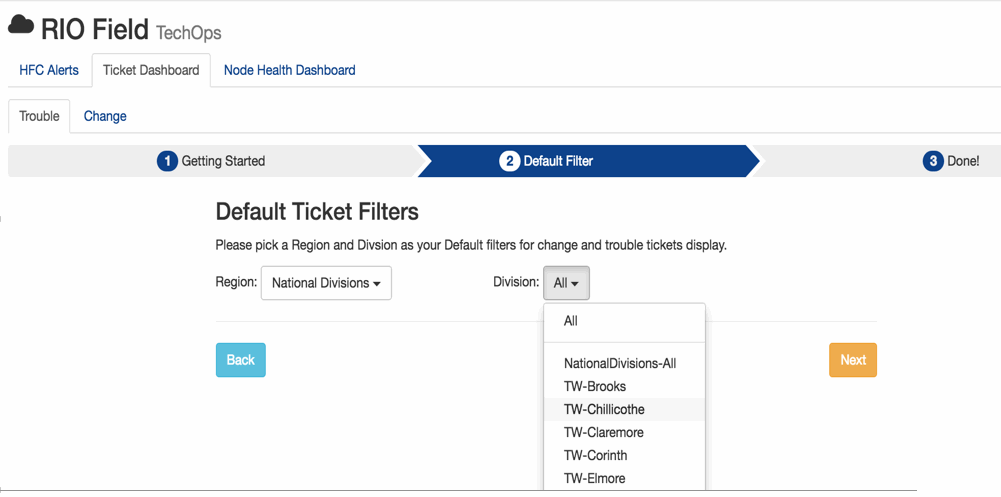 RIO Field TechOps
HFC Alerts Ticket Dashboard Node Health Dashboard
Trouble Change
1 Getting Started 2 Default Filter 3 Done!
Default Ticket Filters
Please pick a Region and Divsion as your Default filters for change and trouble tickets display.
Region: National Divisions Division: All
All
Back Next
NationalDivisions-All
TW-Brooks
TW-Chillicothe
TW-Claremore
TW-Corinth
TW-Elmore